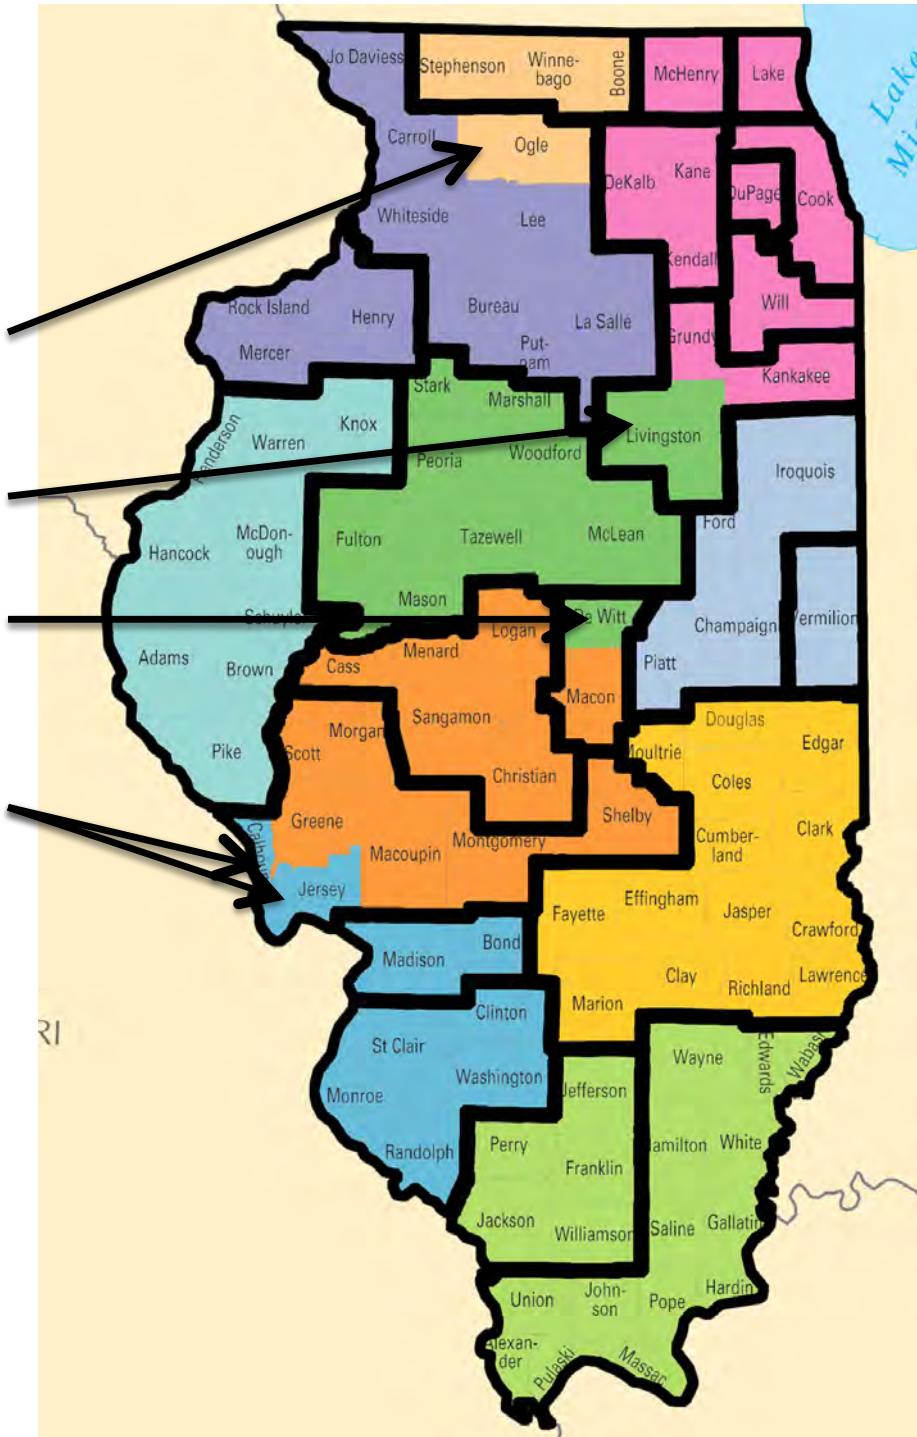 Jo Daviess
Stephenson
Winne-
bago
Boone
McHenry
Lake
Lake
Carroll
Ogle
DeKalb
Kane
DuPage
Cook
Whiteside
Lee
Kendall
Rock Island
Henry
Mercer
Bureau
Put-
nam
La Salle
Grundy
Will
Kankakee
Stark
Marshall
Henderson
Warren
Knox
Peoria
Woodford
Livingston
Iroquois
Ford
Hancock
McDon-
ough
Fulton
Tazewell
McLean
Schuyler
Mason
Logan
De Witt
Champaign
Vermilion
Adams
Brown
Cass
Menard
Piatt
Pike
Scott
Morgan
Sangamon
Macon
Christian
Moultrie
Douglas
Edgar
Coles
Calhoun
Greene
Macoupin
Montgomery
Shelby
Cumber-
land
Clark
Jersey
Fayette
Effingham
Jasper
Crawford
Madison
Bond
Marion
Clay
Richland
Lawrence
RI
Clinton
St Clair
Washington
Monroe
Randolph
Wayne
Edwards
Wabash
Jefferson
Perry
Franklin
amilton
White
Jackson
Williamson
Saline
Gallatin
Union
John-
son
Pope
Hardin
Alexan-
der
Pulaski
Massac